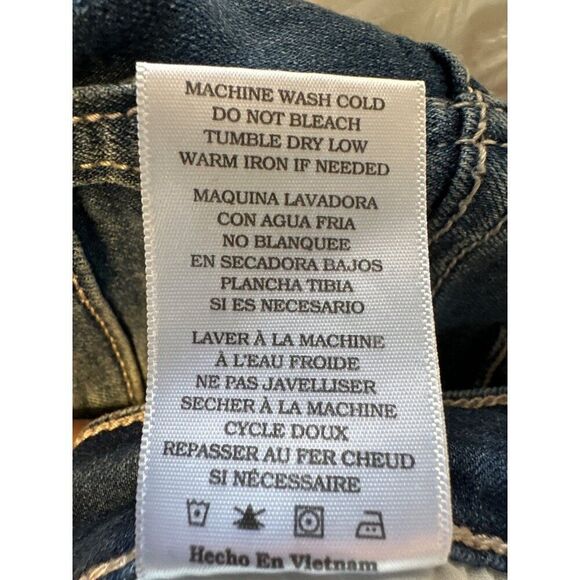 MACHINE WASH COLD
DO NOT BLEACH
TUMBLE DRY LOW
WARM IRON IF NEEDED
MAQUINA LAVADORA
CON AGUA FRIA
NO BLANQUEE
EN SECADORA BAJOS
PLANCHA TIBIA
SI ES NECESARIO
LAVER À LA MACHINE
À L'EAU FROIDE
NE PAS JAVELLISER
SECHER À LA MACHINE
CYCLE DOUX
REPASSER AU FER CHEUD
SI NÉCESSAIRE
Hecho En Vietnam